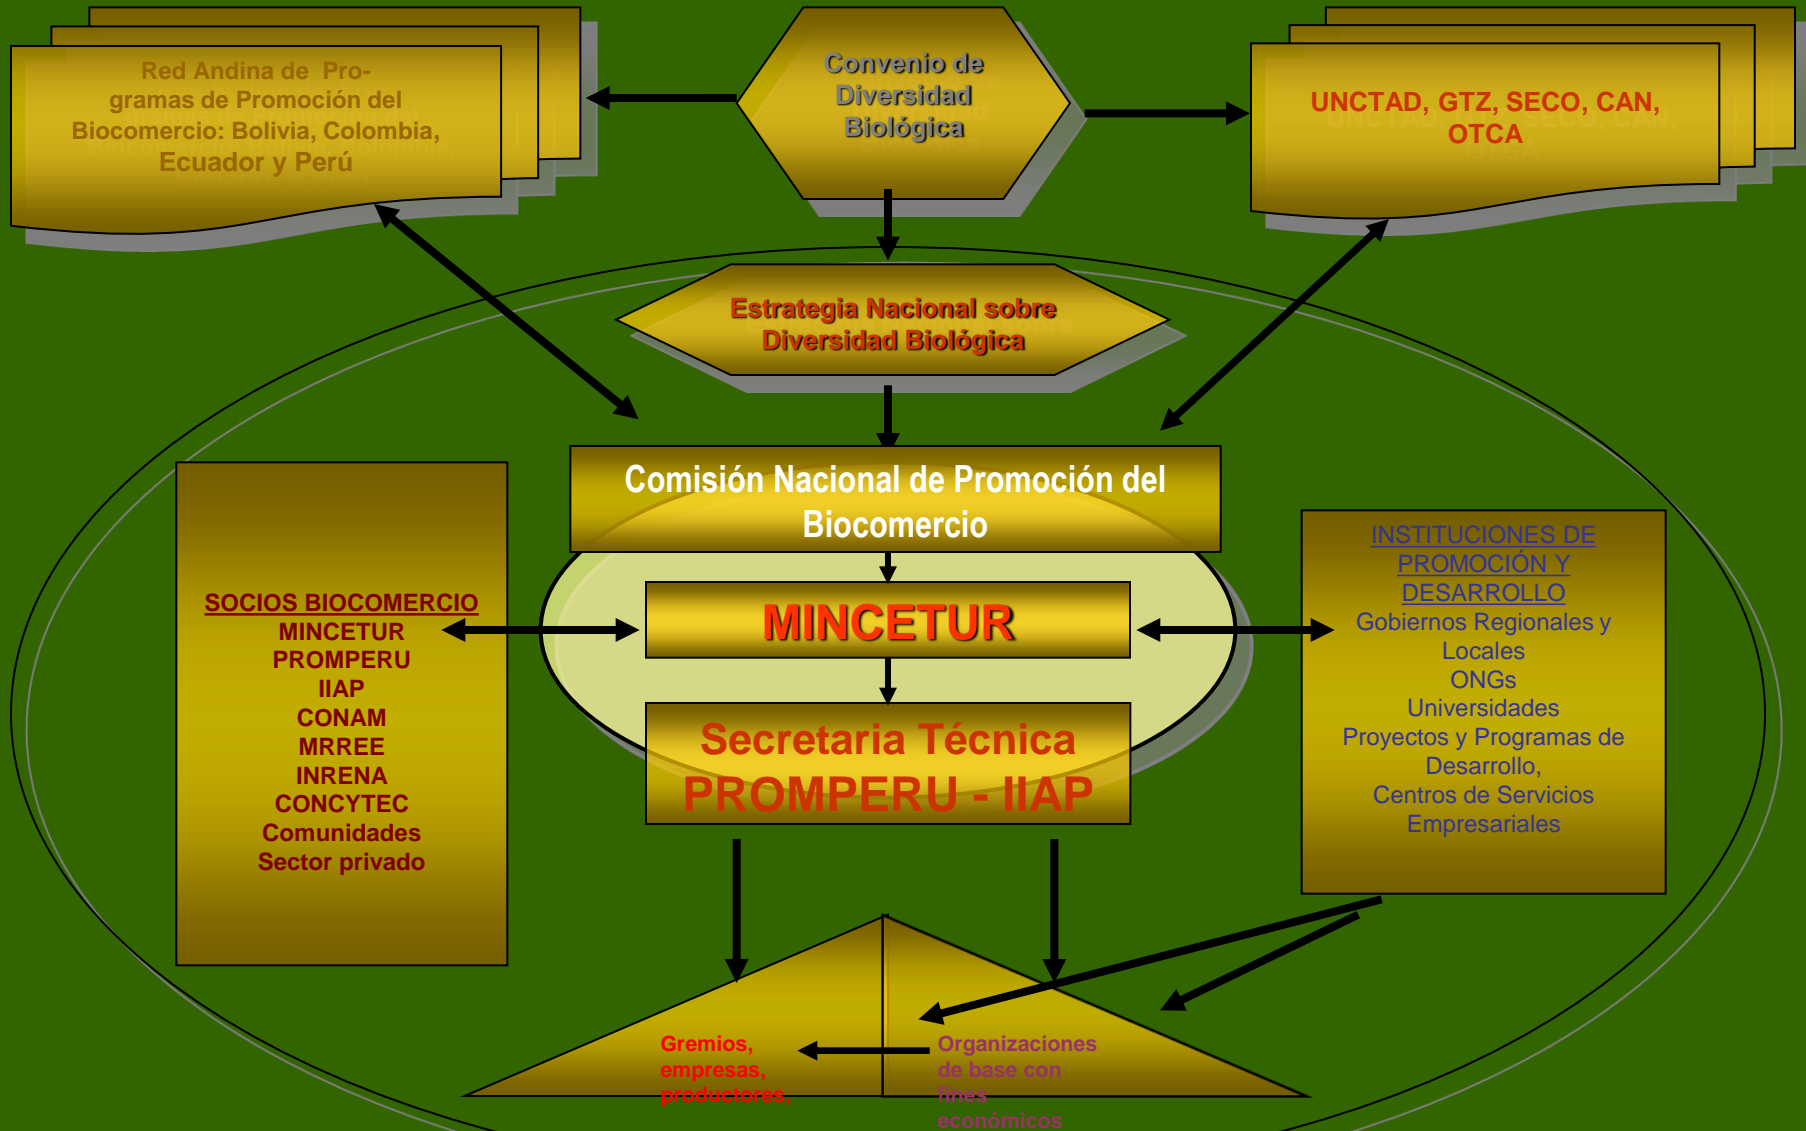 Red Andina de Pro-
gramas de Promoción del
Biocomercio: Bolivia, Colombia,
Ecuador y Perú
Convenio de
Diversidad
Biológica
UNCTAD, GTZ, SECO, CAN,
OTCA
Estrategia Nacional sobre
Diversidad Biológica
Comisión Nacional de Promoción del
Biocomercio
MINCETUR
Secretaria Técnica
PROMPERU - IIAP
SOCIOS BIOCOMERCIO
MINCETUR
PROMPERU
IIAP
CONAM
MRREE
INRENA
CONCYTEC
Comunidades
Sector privado
INSTITUCIONES DE
PROMOCIÓN Y
DESARROLLO
Gobiernos Regionales y
Locales
ONGs
Universidades
Proyectos y Programas de
Desarrollo,
Centros de Servicios
Empresariales
Gremios,
empresas,
productores,
Organizaciones
de base con
fines
económicos